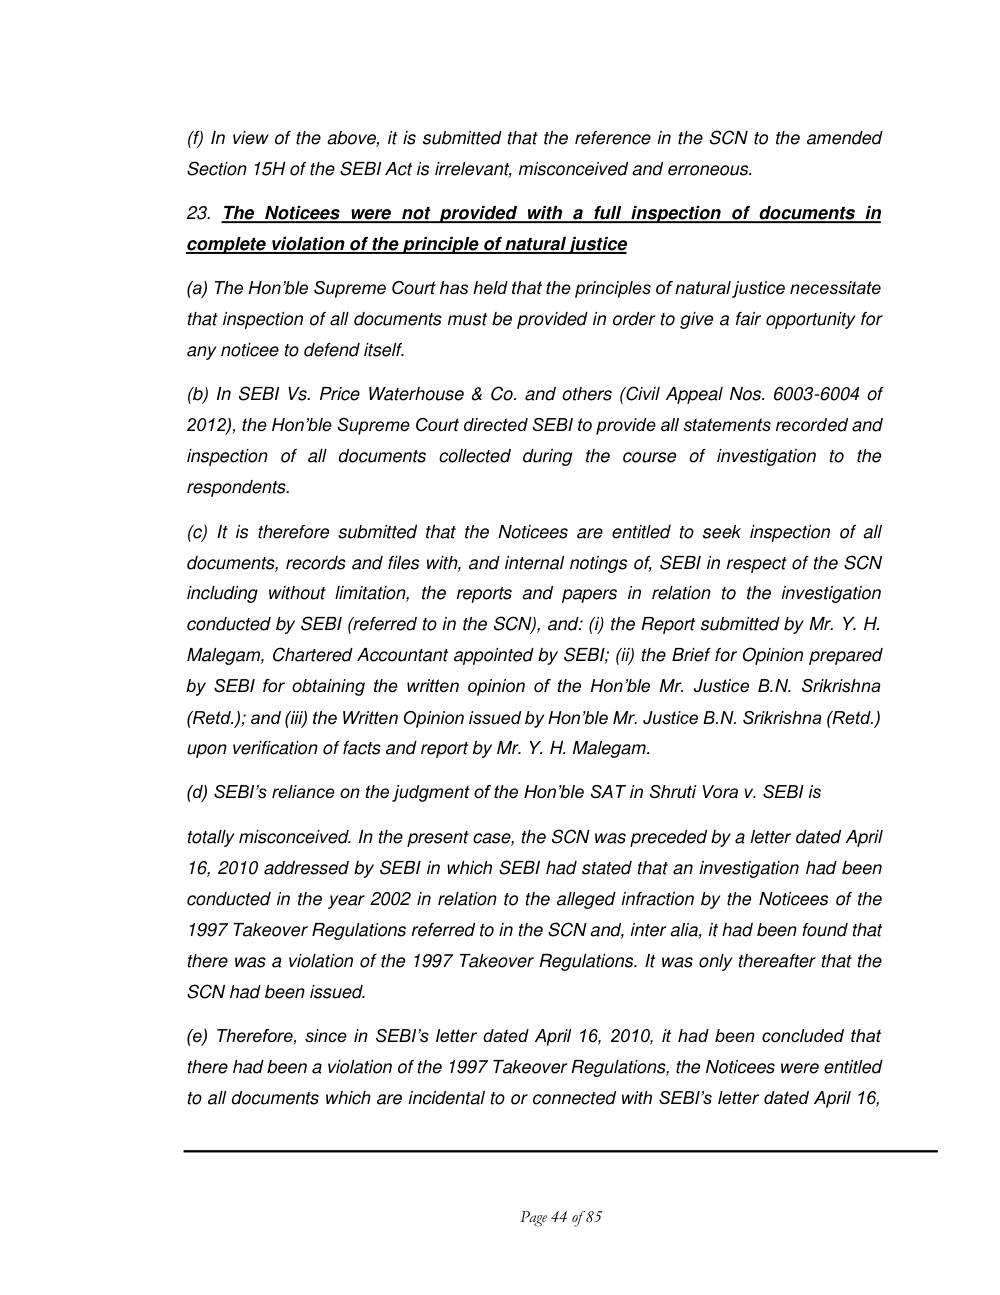 (f) In view of the above, it is submitted that the reference in the SCN to the amended
Section 15H of the SEBI Act is irrelevant, misconceived and erroneous.
23. The Noticees were not provided with a full inspection of documents in
complete violation of the principle of natural justice
(a) The Hon’ble Supreme Court has held that the principles of natural justice necessitate
that inspection of all documents must be provided in order to give a fair opportunity for
any noticee to defend itself.
(b) In SEBI Vs. Price Waterhouse & Co. and others (Civil Appeal Nos. 6003-6004 of
2012), the Hon’ble Supreme Court directed SEBI to provide all statements recorded and
inspection of all documents collected during the course of investigation to the
respondents.
(c) It is therefore submitted that the Noticees are entitled to seek inspection of all
documents, records and files with, and internal notings of, SEBI in respect of the SCN
including without limitation, the reports and papers in relation to the investigation
conducted by SEBI (referred to in the SCN), and: (i) the Report submitted by Mr. Y. H.
Malegam, Chartered Accountant appointed by SEBI; (ii) the Brief for Opinion prepared
by SEBI for obtaining the written opinion of the Hon’ble Mr. Justice B.N. Srikrishna
(Retd.); and (iii) the Written Opinion issued by Hon’ble Mr. Justice B.N. Srikrishna (Retd.)
upon verification of facts and report by Mr. Y. H. Malegam.
(d) SEBI’s reliance on the judgment of the Hon’ble SAT in Shruti Vora v. SEBI is
totally misconceived. In the present case, the SCN was preceded by a letter dated April
16, 2010 addressed by SEBI in which SEBI had stated that an investigation had been
conducted in the year 2002 in relation to the alleged infraction by the Noticees of the
1997 Takeover Regulations referred to in the SCN and, inter alia, it had been found that
there was a violation of the 1997 Takeover Regulations. It was only thereafter that the
SCN had been issued.
(e) Therefore, since in SEBI’s letter dated April 16, 2010, it had been concluded that
there had been a violation of the 1997 Takeover Regulations, the Noticees were entitled
to all documents which are incidental to or connected with SEBI’s letter dated April 16,
Page 44 of 85